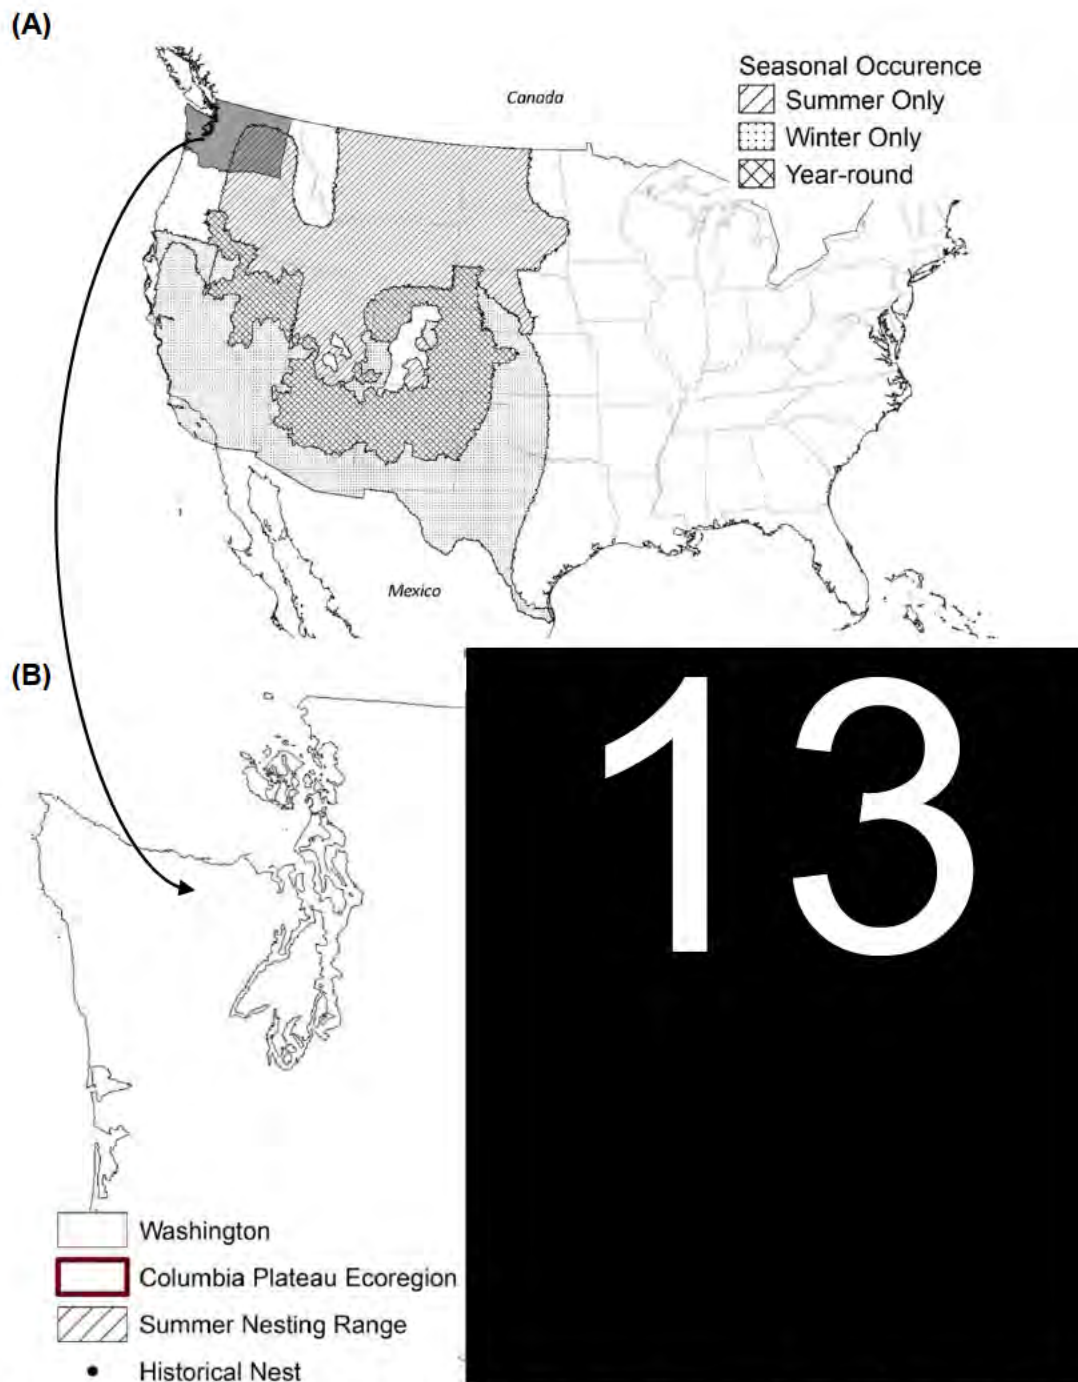 (A)
Canada
Seasonal Occurence
Summer Only
Winter Only
Year-round
Mexico
(B)
13
Washington
Columbia Plateau Ecoregion
Summer Nesting Range
Historical Nest